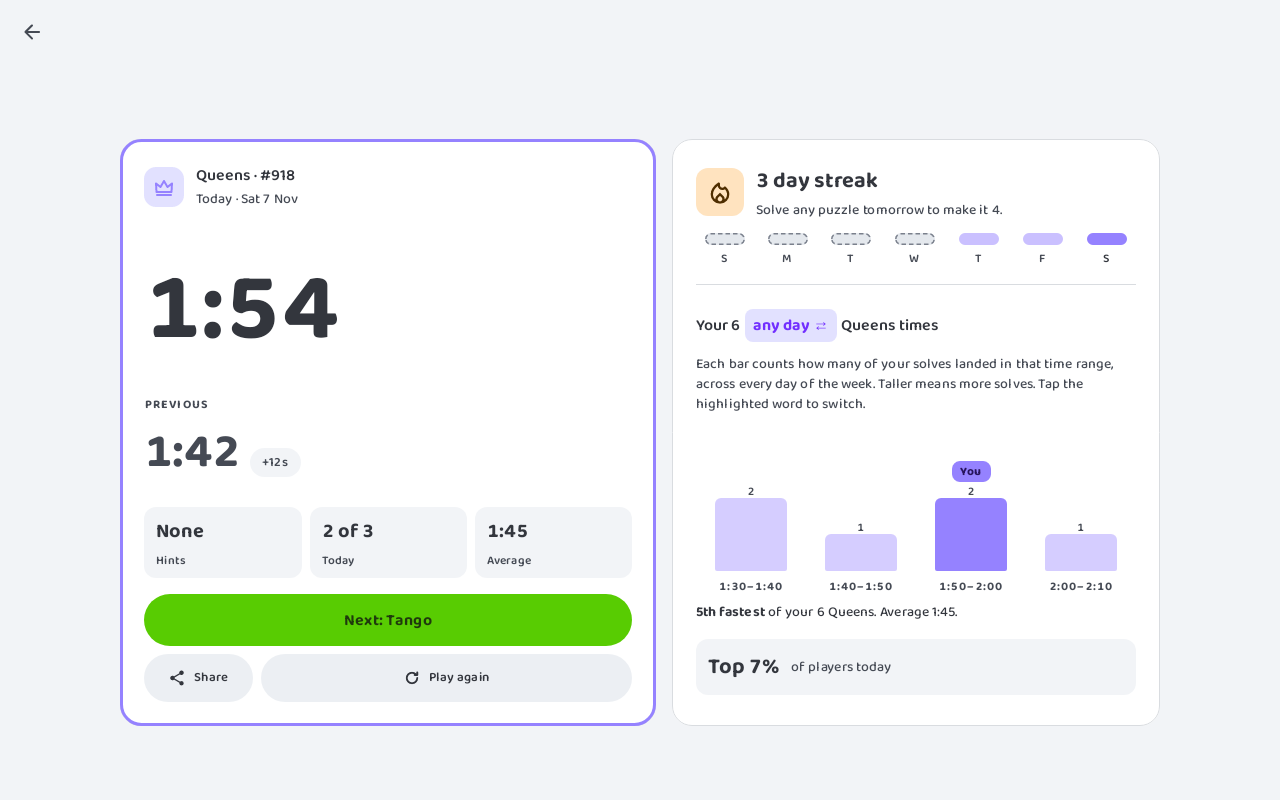 Queens · #918
Today · Sat 7 Nov
1:54
PREVIOUS
1:42 +12s
None
Hints
2 of 3
Today
1:45
Average
Next: Tango
Share
Play again
3 day streak
Solve any puzzle tomorrow to make it 4.
S M T W T F S
Your 6 any day Queens times
Each bar counts how many of your solves landed in that time range,
across every day of the week. Taller means more solves. Tap the
highlighted word to switch.
You
2 1 2 1
1:30–1:40 1:40–1:50 1:50–2:00 2:00–2:10
5th fastest of your 6 Queens. Average 1:45.
Top 7% of players today